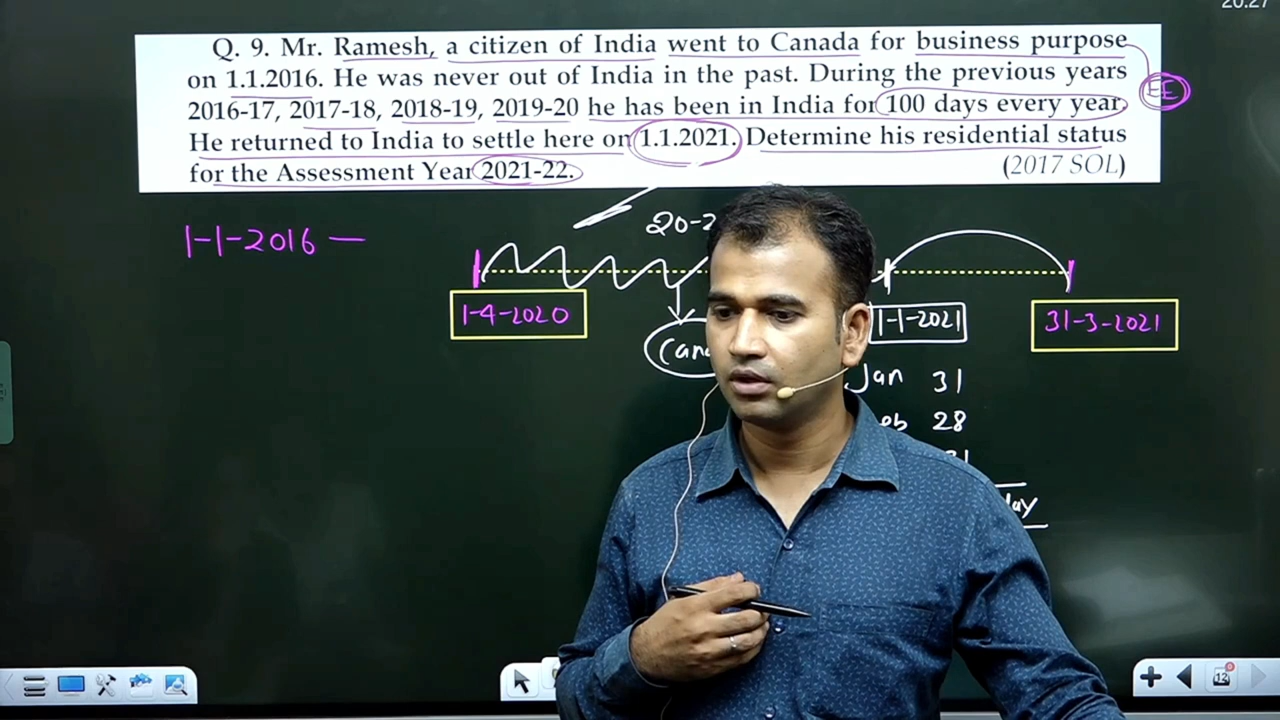 Q. 9. Mr. Ramesh, a citizen of India went to Canada for business purpose
on 1.1.2016. He was never out of India in the past. During the previous years
2016-17, 2017-18, 2018-19, 2019-20 he has been in India for 100 days every year.
He returned to India to settle here on 1.1.2021. Determine his residential status
for the Assessment Year 2021-22. (2017 SOL)
EE
1-1-2016 —
1-4-2020
1-1-2021
31-3-2021
Jan 31
28
12